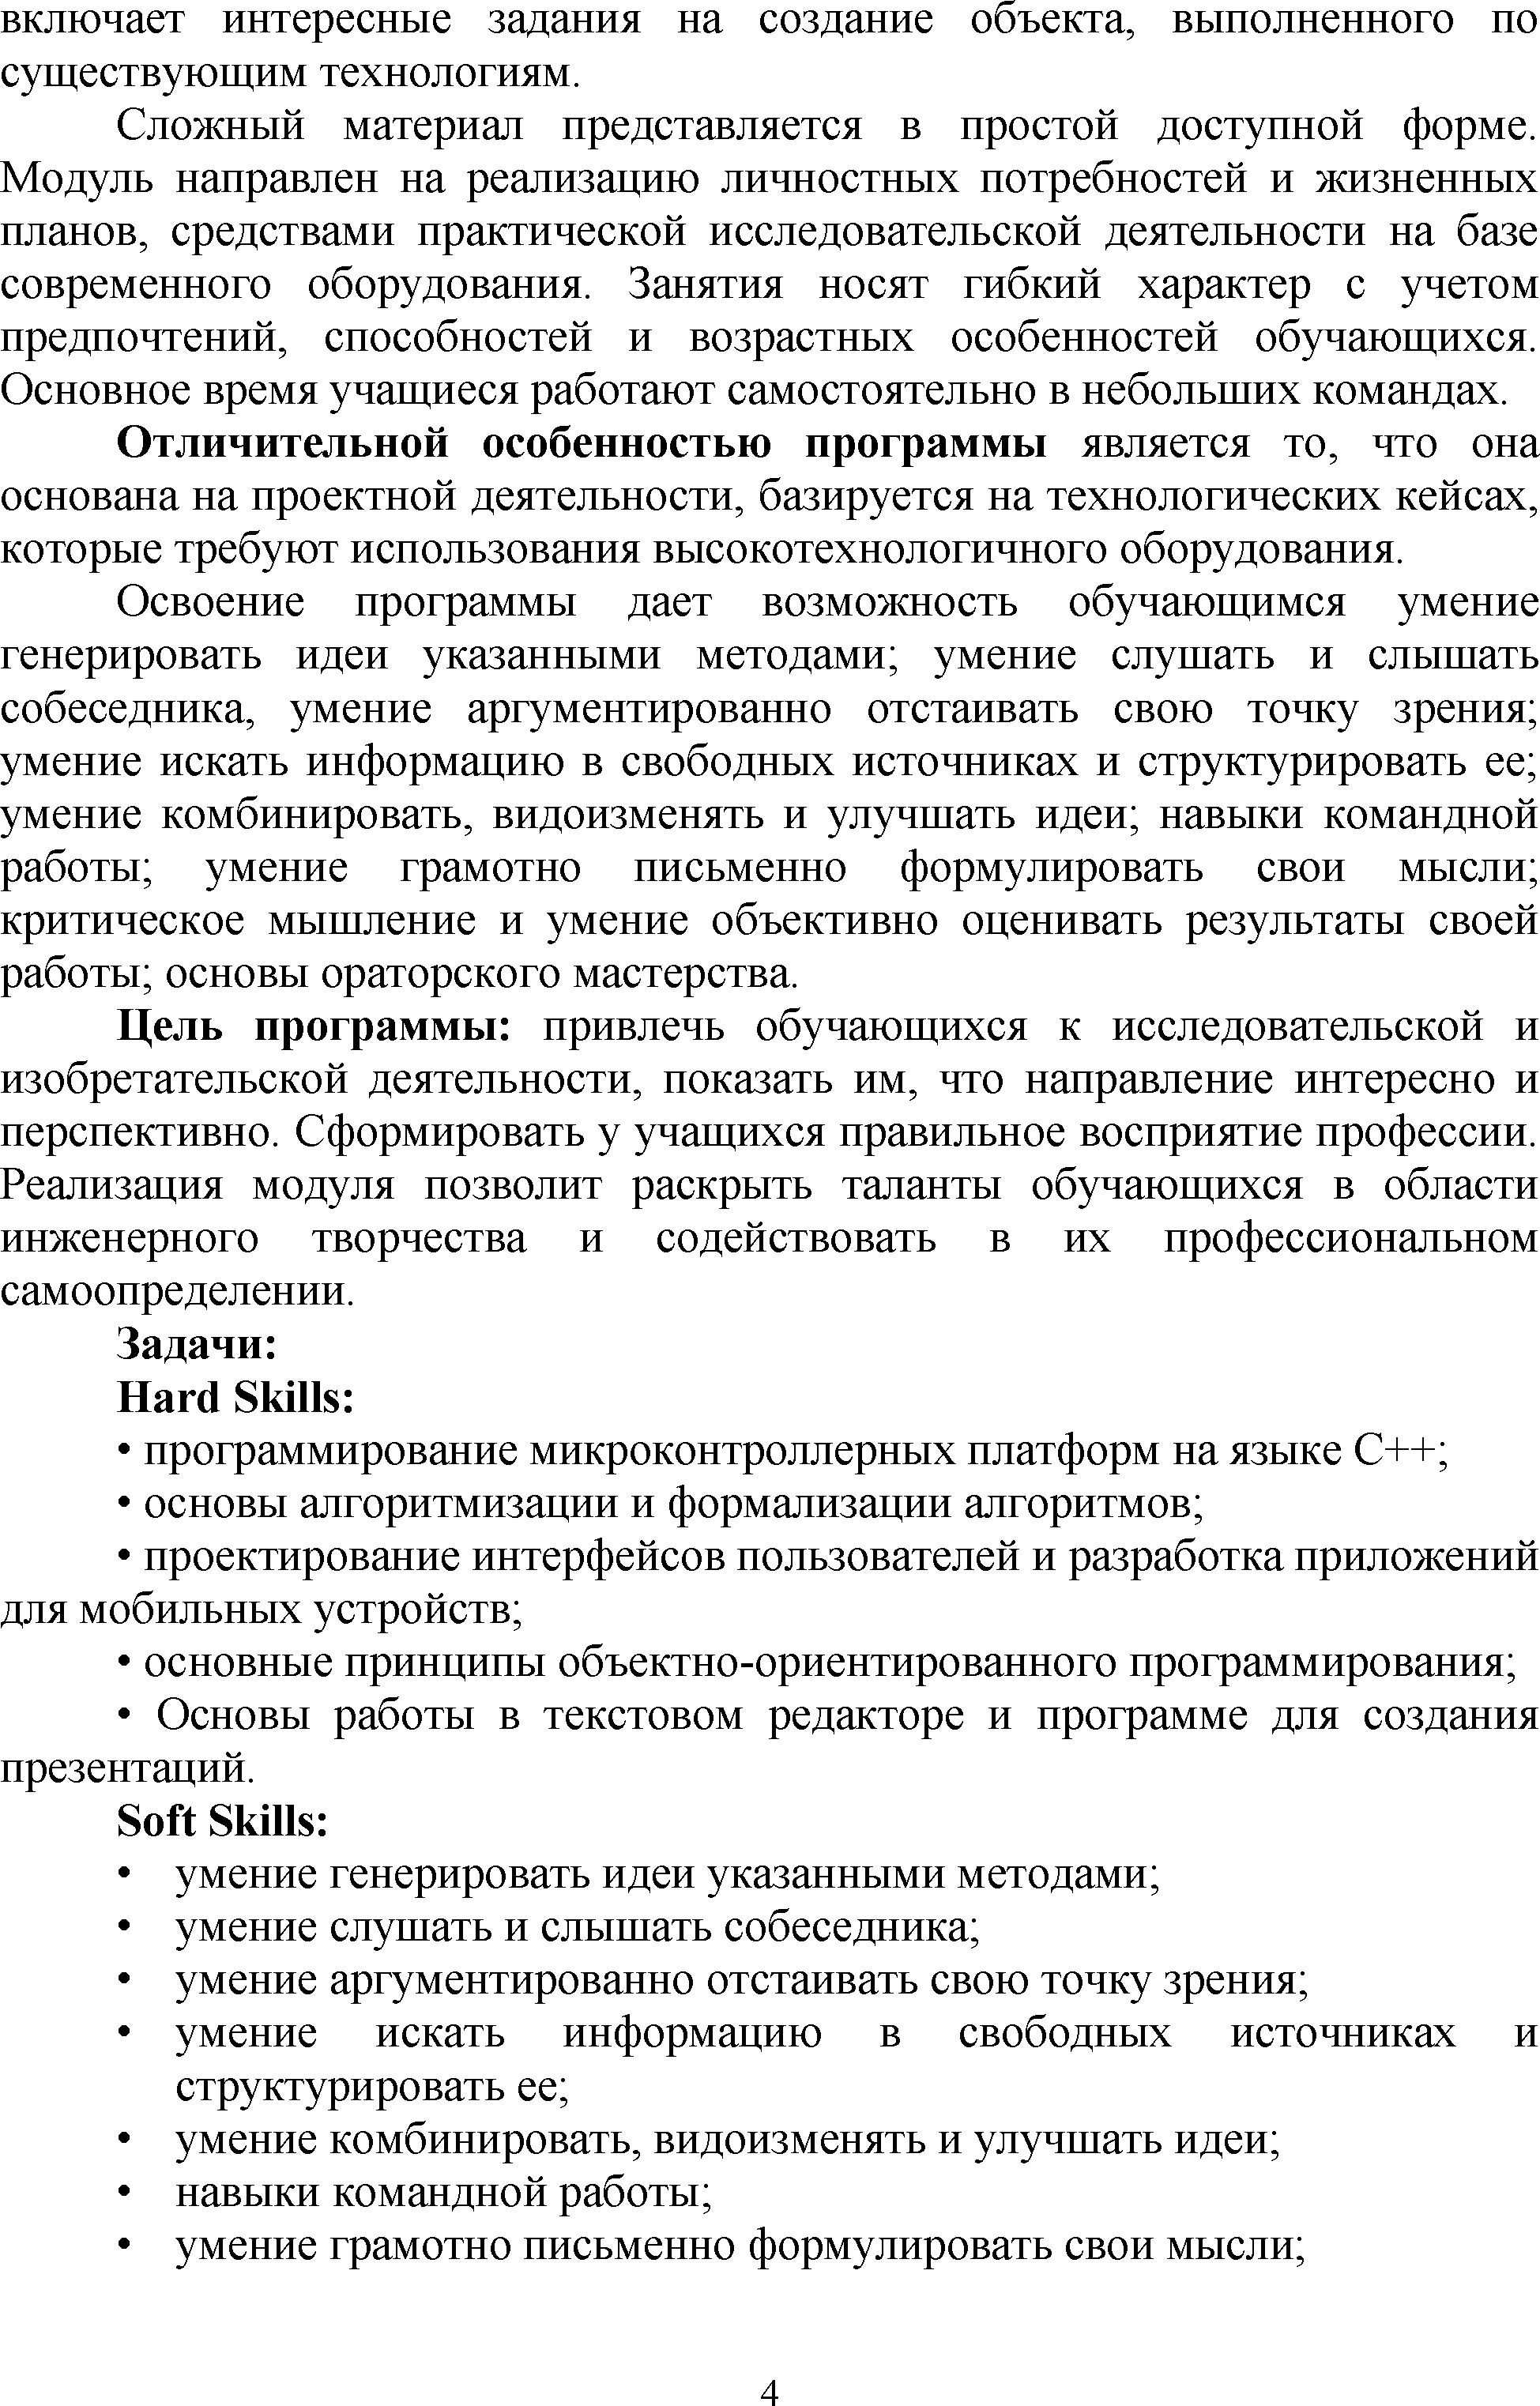 включает интересные задания на создание объекта, выполненного по
существующим технологиям.
Сложный материал представляется в простой доступной форме.
Модуль направлен на реализацию личностных потребностей и жизненных
планов, средствами практической исследовательской деятельности на базе
современного оборудования. Занятия носят гибкий характер с учетом
предпочтений, способностей и возрастных особенностей обучающихся.
Основное время учащиеся работают самостоятельно в небольших командах.
Отличительной особенностью программы является то, что она
основана на проектной деятельности, базируется на технологических кейсах,
которые требуют использования высокотехнологичного оборудования.
Освоение программы дает возможность обучающимся умение
генерировать идеи указанными методами; умение слушать и слышать
собеседника, умение аргументированно отстаивать свою точку зрения;
умение искать информацию в свободных источниках и структурировать ее;
умение комбинировать, видоизменять и улучшать идеи; навыки командной
работы; умение грамотно письменно формулировать свои мысли;
критическое мышление и умение объективно оценивать результаты своей
работы; основы ораторского мастерства.
Цель программы: привлечь обучающихся к исследовательской и
изобретательской деятельности, показать им, что направление интересно и
перспективно. Сформировать у учащихся правильное восприятие профессии.
Реализация модуля позволит раскрыть таланты обучающихся в области
инженерного творчества и содействовать в их профессиональном
самоопределении.
Задачи:
Hard Skills:
• программирование микроконтроллерных платформ на языке С++;
• основы алгоритмизации и формализации алгоритмов;
• проектирование интерфейсов пользователей и разработка приложений
для мобильных устройств;
• основные принципы объектно-ориентированного программирования;
• Основы работы в текстовом редакторе и программе для создания
презентаций.
Soft Skills:
• умение генерировать идеи указанными методами;
• умение слушать и слышать собеседника;
• умение аргументированно отстаивать свою точку зрения;
• умение искать информацию в свободных источниках и
структурировать ее;
• умение комбинировать, видоизменять и улучшать идеи;
• навыки командной работы;
• умение грамотно письменно формулировать свои мысли;
4